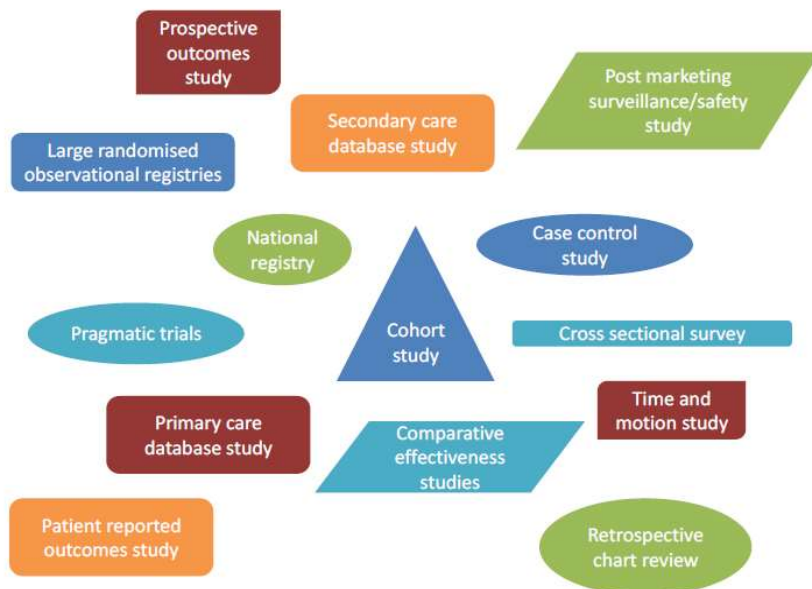 Prospective
outcomes
study
Post marketing
surveillance/safety
study
Secondary care
database study
Large randomised
observational registries
National
registry
Case control
study
Pragmatic trials
Cohort
study
Cross sectional survey
Time and
motion study
Primary care
database study
Comparative
effectiveness
studies
Patient reported
outcomes study
Retrospective
chart review